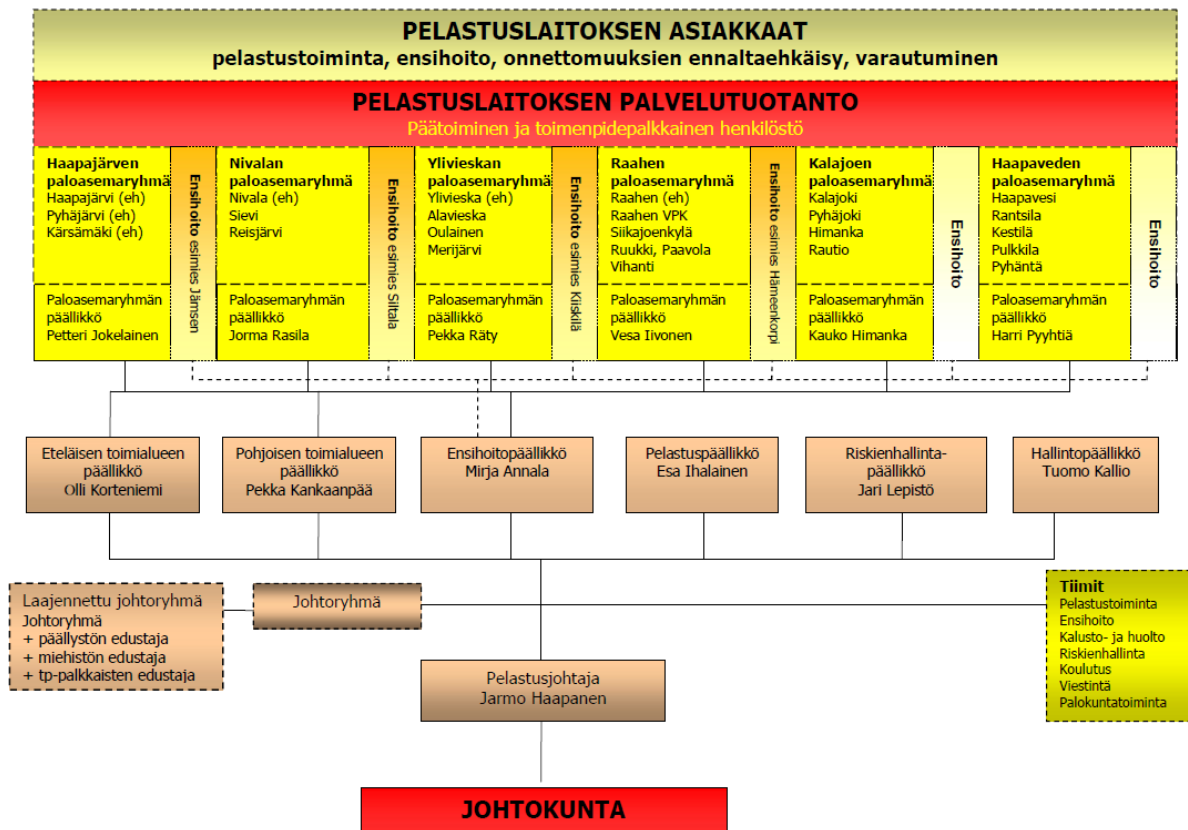 PELASTUSLAITOKSEN ASIAKKAAT
pelastustoiminta, ensihoito, onnettomuuksien ennaltaehkäisy, varautuminen
PELASTUSLAITOKSEN PALVELUTUOTANTO
Päätoiminen ja toimenpidepalkkainen henkilöstö
Haapajärven
paloasemaryhmä
Haapajärvi (eh)
Pyhäjärvi (eh)
Kärsämäki (eh)
Paloasemaryhmän
päällikkö
Petteri Jokelainen
Ensihoito esimies Jämsen
Nivalan
paloasemaryhmä
Nivala (eh)
Sievi
Reisjärvi
Paloasemaryhmän
päällikkö
Jorma Rasila
Ensihoito esimies Siltala
Ylivieskan
paloasemaryhmä
Ylivieska (eh)
Alavieska
Oulainen
Merijärvi
Paloasemaryhmän
päällikkö
Pekka Räty
Ensihoito esimies Kiiskilä
Raahen
paloasemaryhmä
Raahen (eh)
Raahen VPK
Siikajoenkylä
Ruukki, Paavola
Vihanti
Paloasemaryhmän
päällikkö
Vesa Iivonen
Ensihoito esimies Hämeenkorpi
Kalajoen
paloasemaryhmä
Kalajoki
Pyhäjoki
Himanka
Rautio
Paloasemaryhmän
päällikkö
Kauko Himanka
Ensihoito
Haapaveden
paloasemaryhmä
Haapavesi
Rantsila
Kestilä
Pulkkila
Pyhäntä
Paloasemaryhmän
päällikkö
Harri Pyyhtiä
Ensihoito
Eteläisen toimialueen
päällikkö
Olli Korteniemi
Pohjoisen toimialueen
päällikkö
Pekka Kankaanpää
Ensihoitopäällikkö
Mirja Annala
Pelastuspäällikkö
Esa Ihalainen
Riskienhallinta-
päällikkö
Jari Lepistö
Hallintopäällikkö
Tuomo Kallio
Laajennettu johtoryhmä
Johtoryhmä
+ päällystön edustaja
+ miehistön edustaja
+ tp-palkkaisten edustaja
Johtoryhmä
Tiimit
Pelastustoiminta
Ensihoito
Kalusto- ja huolto
Riskienhallinta
Koulutus
Viestintä
Palokuntatoiminta
Pelastusjohtaja
Jarmo Haapanen
JOHTOKUNTA